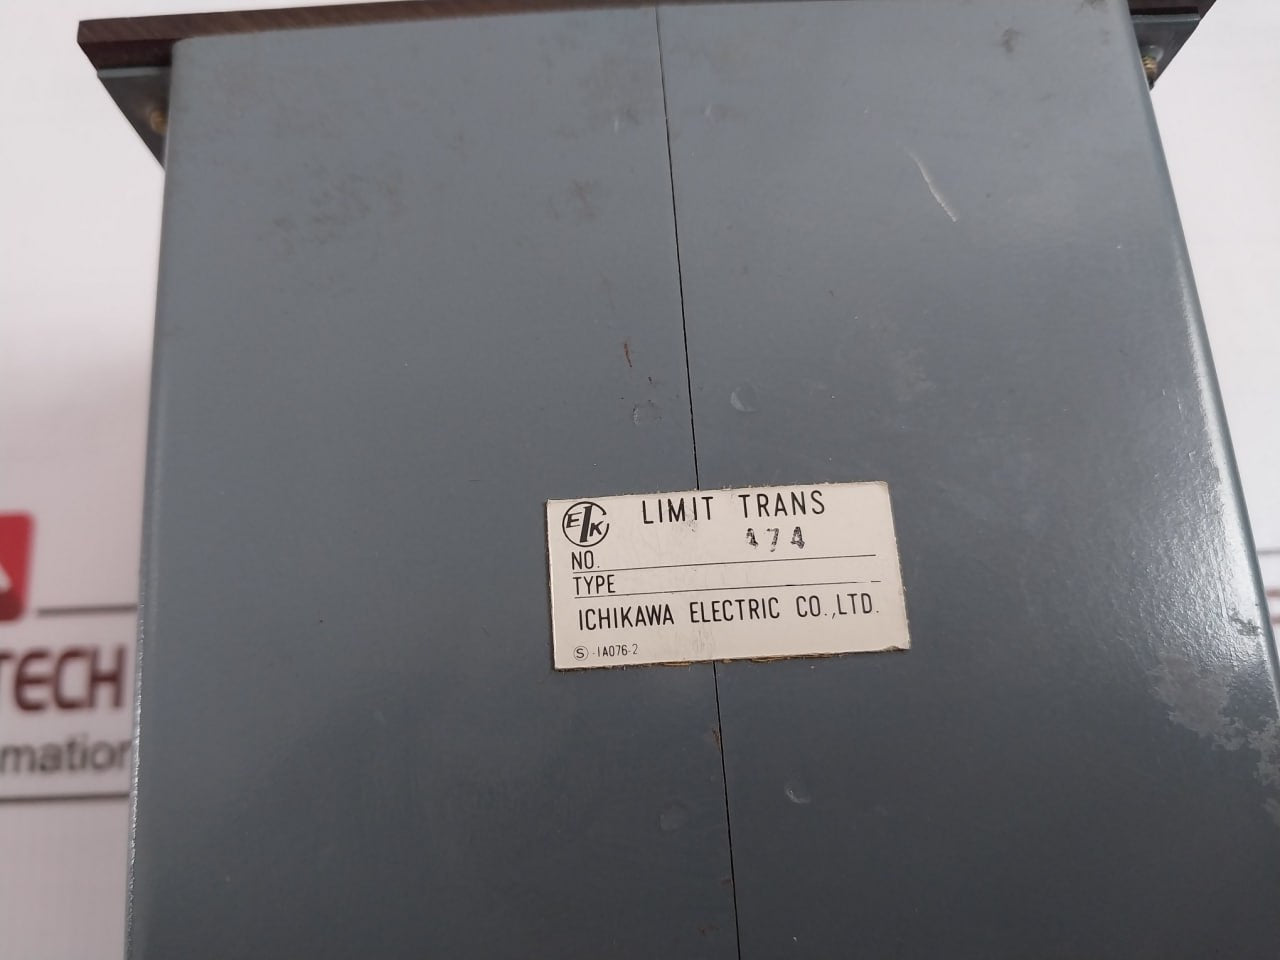 EIK LIMIT TRANS
NO. 474
TYPE
ICHIKAWA ELECTRIC CO.,LTD.
Ⓢ-IA076-2
TECH
mation